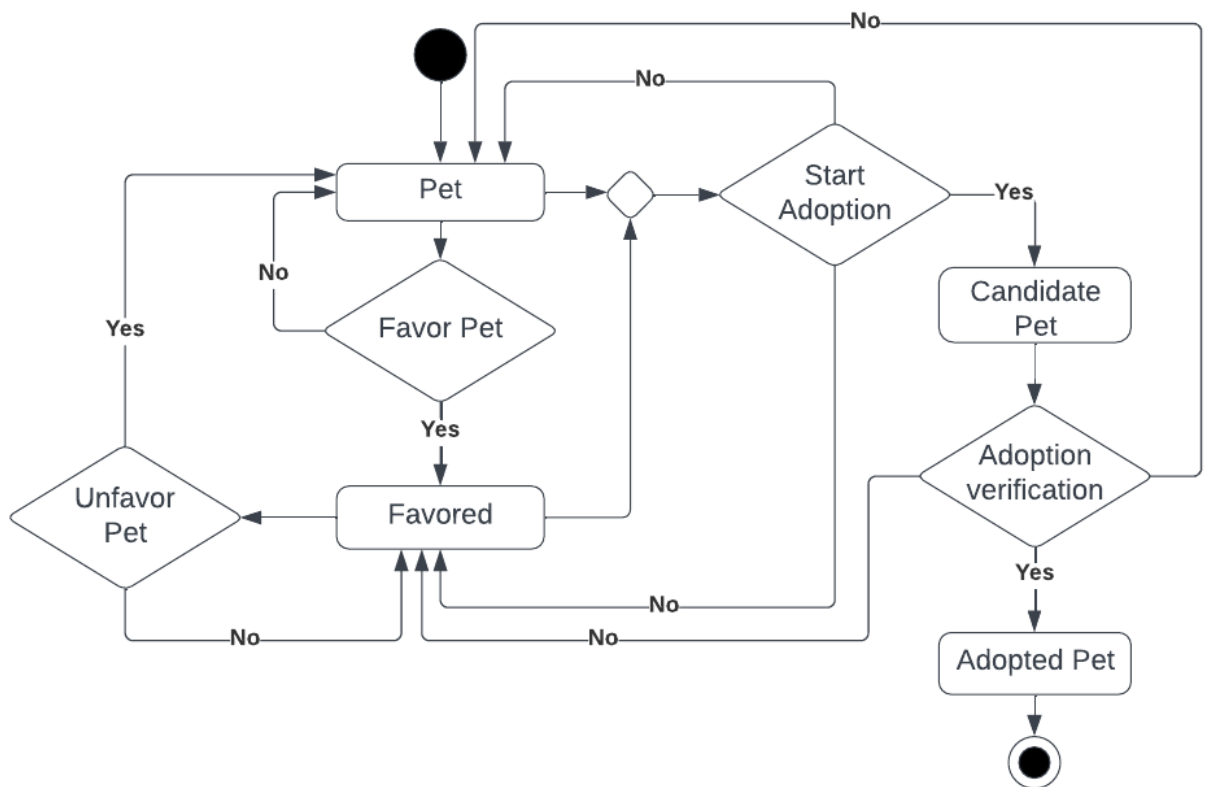 No
No
Start
Adoption
Pet
Yes
No
Candidate
Pet
Favor Pet
Yes
Yes
Adoption
verification
Unfavor
Pet
Favored
Yes
No
No
No
Adopted Pet